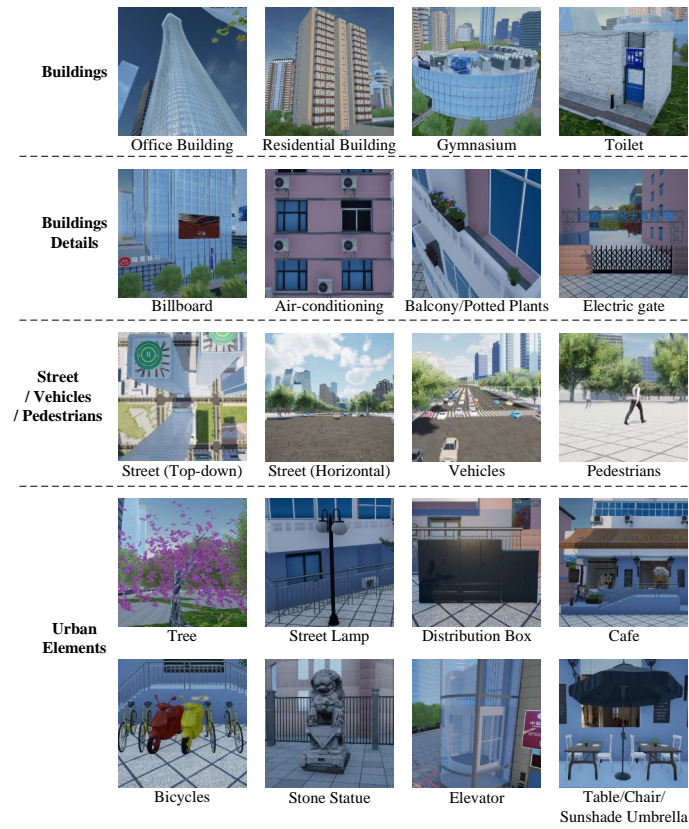 Buildings
Office Building
Residential Building
Gymnasium
Toilet
Buildings
Details
Billboard
Air-conditioning
Balcony/Potted Plants
Electric gate
Street
/ Vehicles
/ Pedestrians
Street (Top-down)
Street (Horizontal)
Vehicles
Pedestrians
Urban
Elements
Tree
Street Lamp
Distribution Box
Cafe
Bicycles
Stone Statue
Elevator
Table/Chair/
Sunshade Umbrella